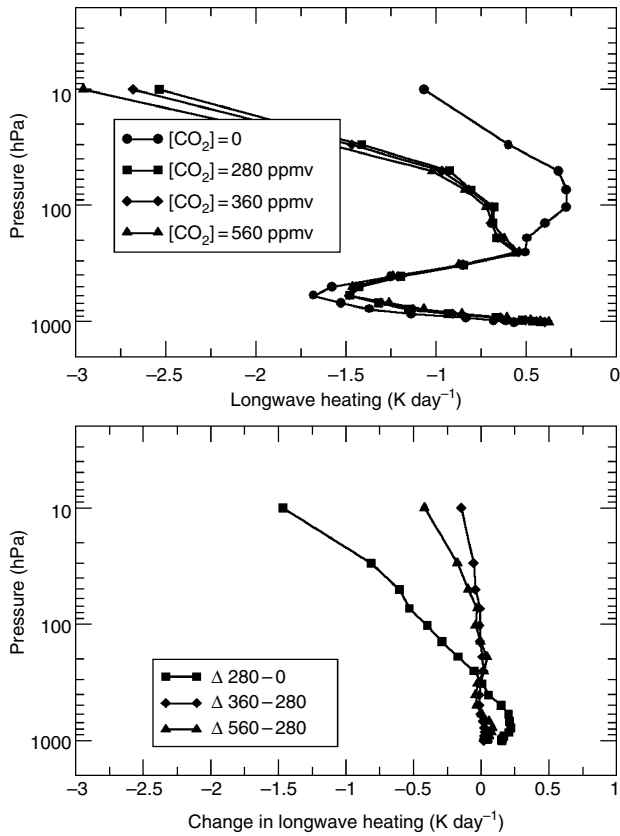 10
100
1000
Pressure (hPa)
[CO2] = 0
[CO2] = 280 ppmv
[CO2] = 360 ppmv
[CO2] = 560 ppmv
−3 −2.5 −2 −1.5 −1 0.5 0
Longwave heating (K day−1)
10
100
1000
Pressure (hPa)
Δ 280 − 0
Δ 360 − 280
Δ 560 − 280
−2.5 −2 −1.5 −1 −0.5 0 0.5 1
Change in longwave heating (K day−1)
−3